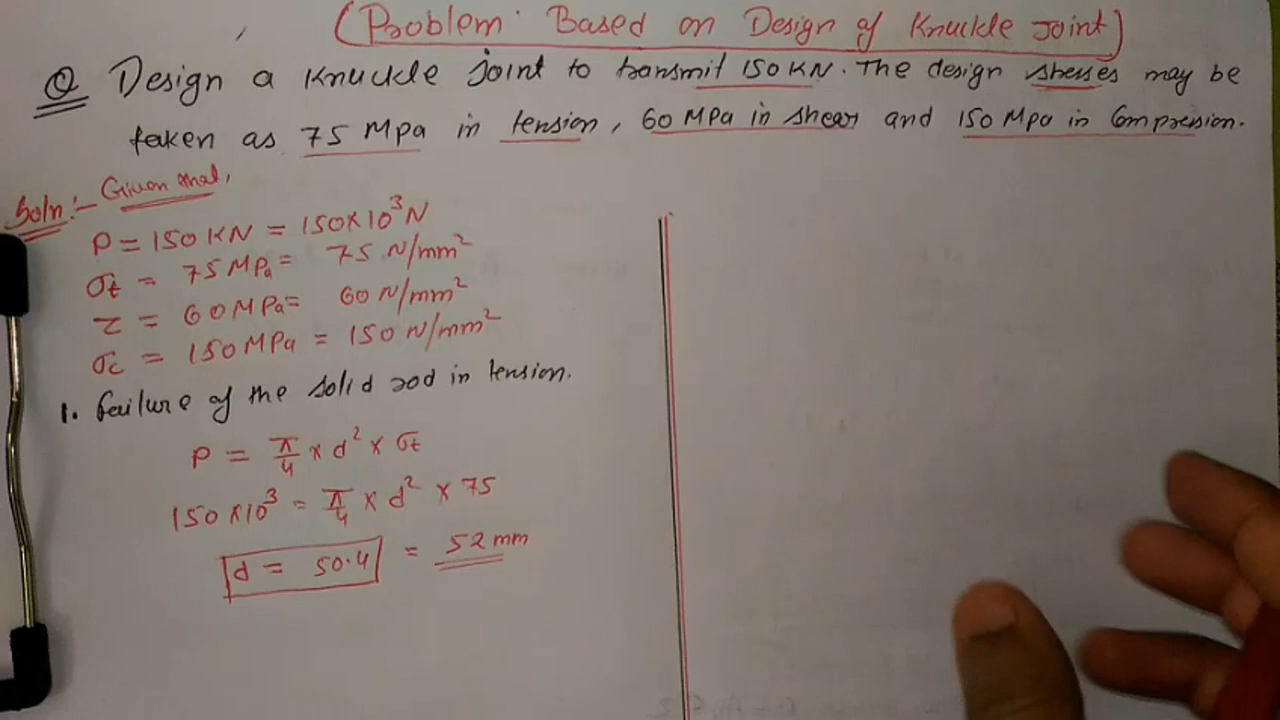 (Problem Based on Design of Knuckle Joint)
Q Design a Knuckle Joint to transmit 150 KN. The design stresses may be
taken as 75 MPa in tension, 60 MPa in shear and 150 MPa in Compression.
Soln:- Given that,
P = 150 KN = 150×10³ N
σt = 75 MPa = 75 N/mm²
τ = 60 MPa = 60 N/mm²
σc = 150 MPa = 150 N/mm²
1. Failure of the solid rod in tension.
P = π/4 × d² × σt
150 × 10³ = π/4 × d² × 75
d = 50.4 = 52 mm